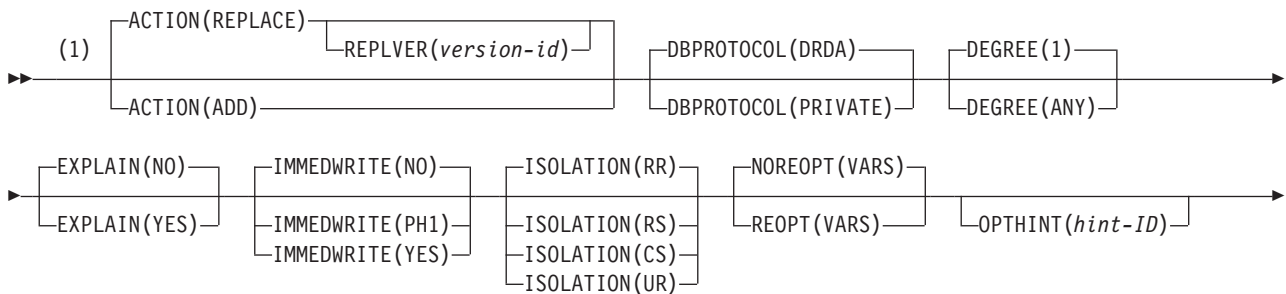 ACTION(REPLACE)
(1) REPLVER(version-id) DBPROTOCOL(DRDA) DEGREE(1)
ACTION(ADD) DBPROTOCOL(PRIVATE) DEGREE(ANY)
EXPLAIN(NO) IMMEDWRITE(NO) ISOLATION(RR) NOREOPT(VARS)
EXPLAIN(YES) IMMEDWRITE(PH1) ISOLATION(RS) REOPT(VARS) OPTHINT(hint-ID)
IMMEDWRITE(YES) ISOLATION(CS)
ISOLATION(UR)